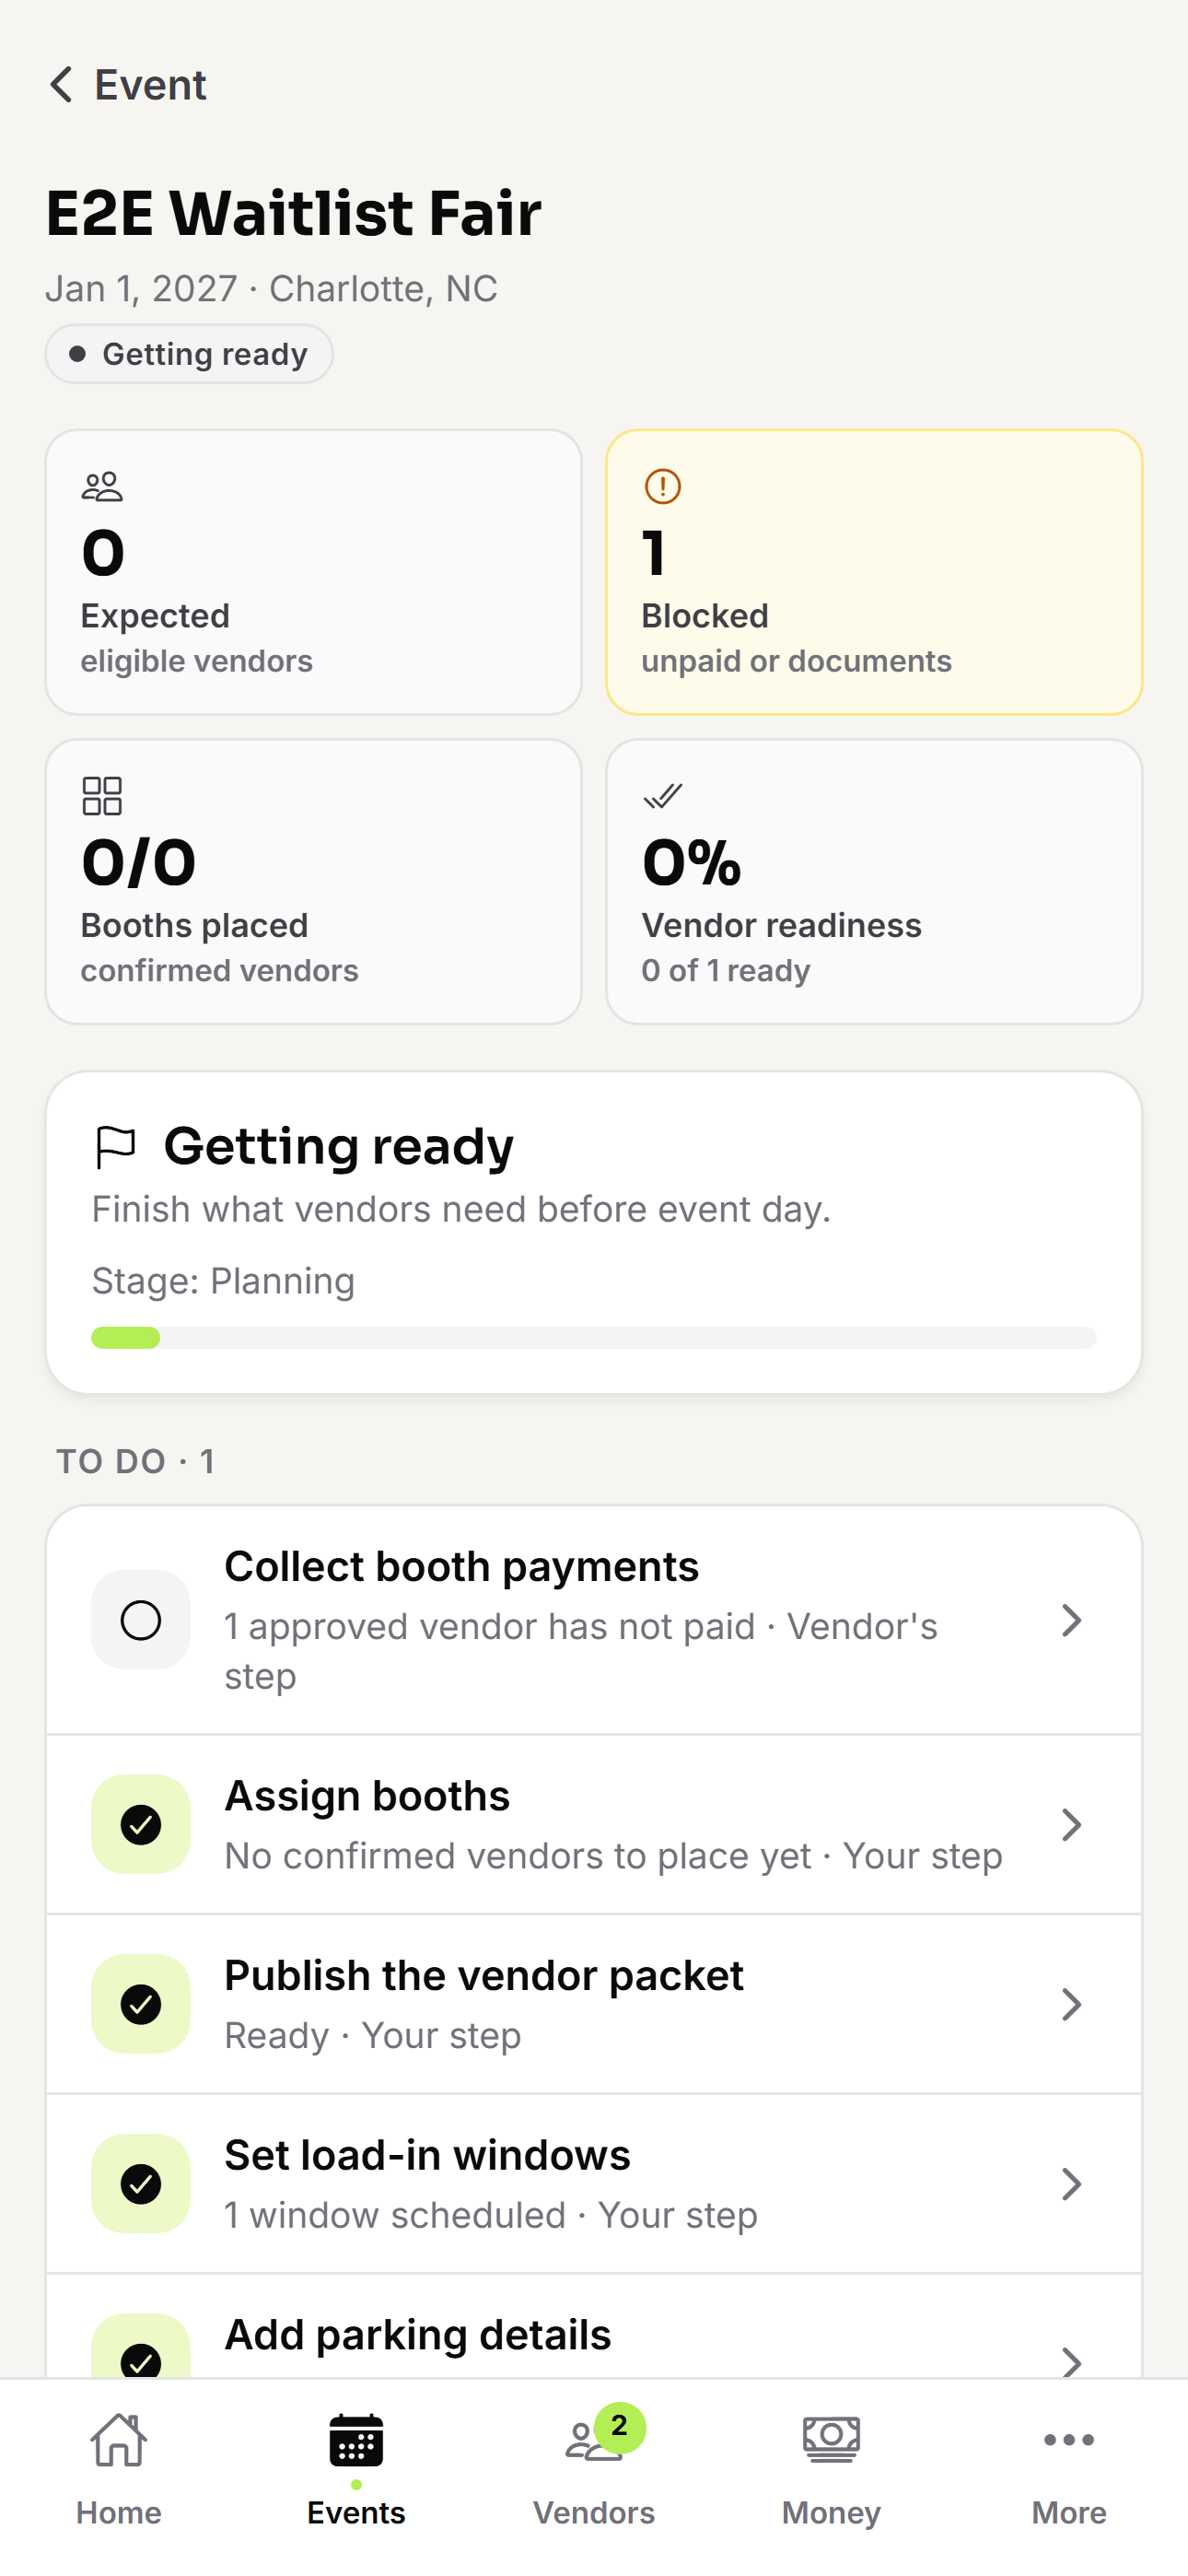 Event
E2E Waitlist Fair
Jan 1, 2027 · Charlotte, NC
Getting ready
0
Expected
eligible vendors
1
Blocked
unpaid or documents
0/0
Booths placed
confirmed vendors
0%
Vendor readiness
0 of 1 ready
Getting ready
Finish what vendors need before event day.
Stage: Planning
TO DO · 1
Collect booth payments
1 approved vendor has not paid · Vendor's
step
Assign booths
No confirmed vendors to place yet · Your step
Publish the vendor packet
Ready · Your step
Set load-in windows
1 window scheduled · Your step
Add parking details
2
Home
Events
Vendors
Money
More